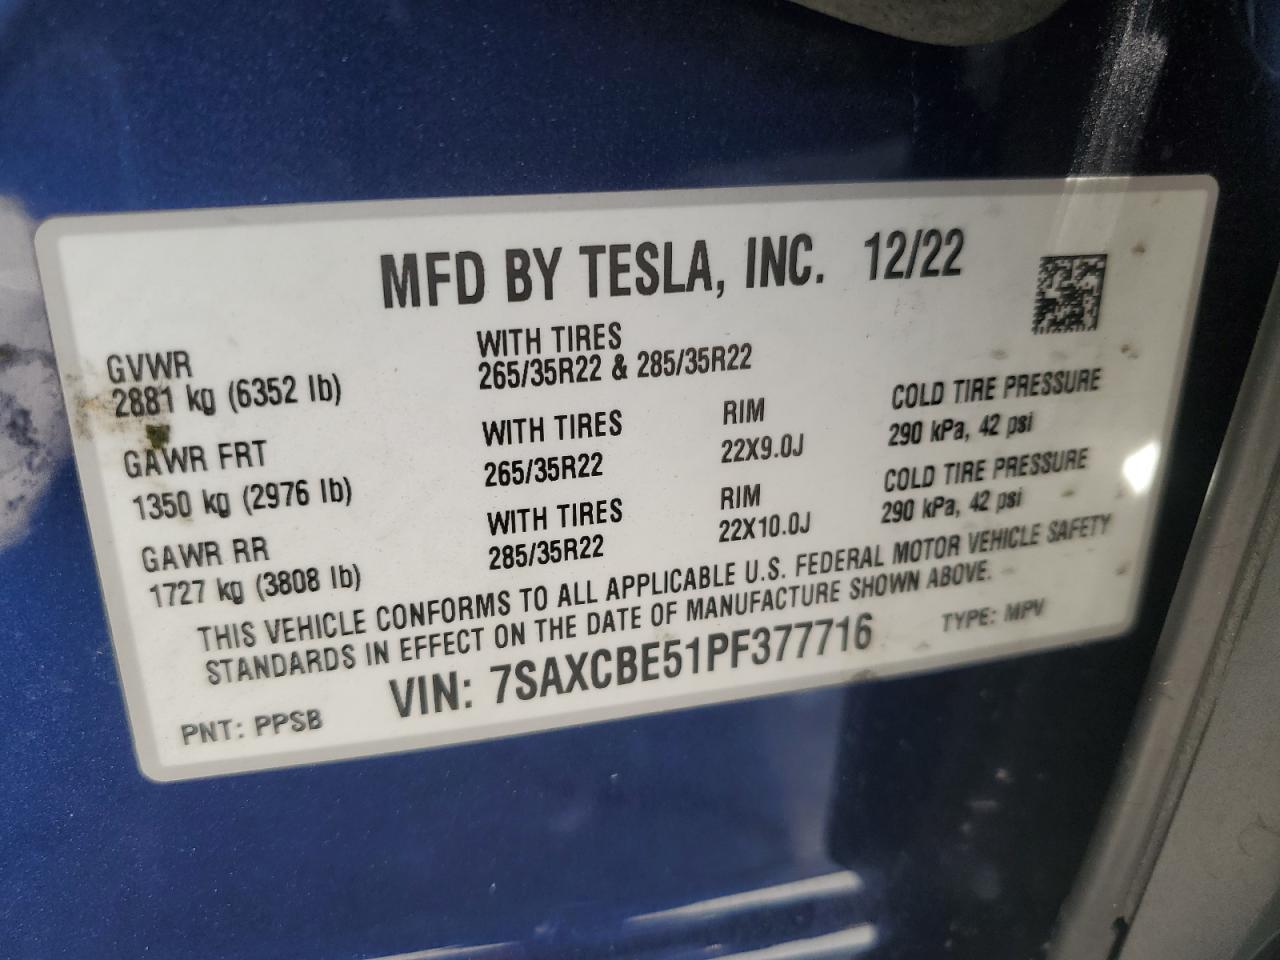 MFD BY TESLA, INC. 12/22
GVWR
2881 kg (6352 lb)
WITH TIRES
265/35R22 & 285/35R22
GAWR FRT
1350 kg (2976 lb)
WITH TIRES
265/35R22
RIM
22X9.0J
COLD TIRE PRESSURE
290 kPa, 42 psi
GAWR RR
1727 kg (3808 lb)
WITH TIRES
285/35R22
RIM
22X10.0J
COLD TIRE PRESSURE
290 kPa, 42 psi
THIS VEHICLE CONFORMS TO ALL APPLICABLE U.S. FEDERAL MOTOR VEHICLE SAFETY
STANDARDS IN EFFECT ON THE DATE OF MANUFACTURE SHOWN ABOVE.
PNT: PPSB
VIN: 7SAXCBE51PF377716
TYPE: MPV